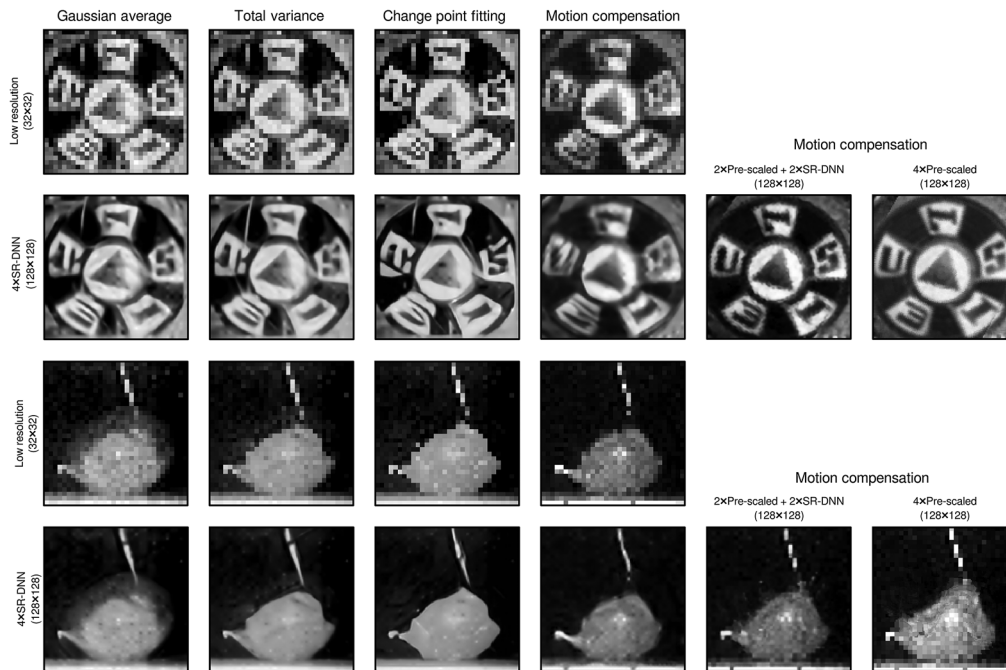 Gaussian average
Total variance
Change point fitting
Motion compensation
Low resolution
(32×32)
Motion compensation
2×Pre-scaled + 2×SR-DNN
(128×128)
4×Pre-scaled
(128×128)
4×SR-DNN
(128×128)
Low resolution
(32×32)
Motion compensation
2×Pre-scaled + 2×SR-DNN
(128×128)
4×Pre-scaled
(128×128)
4×SR-DNN
(128×128)